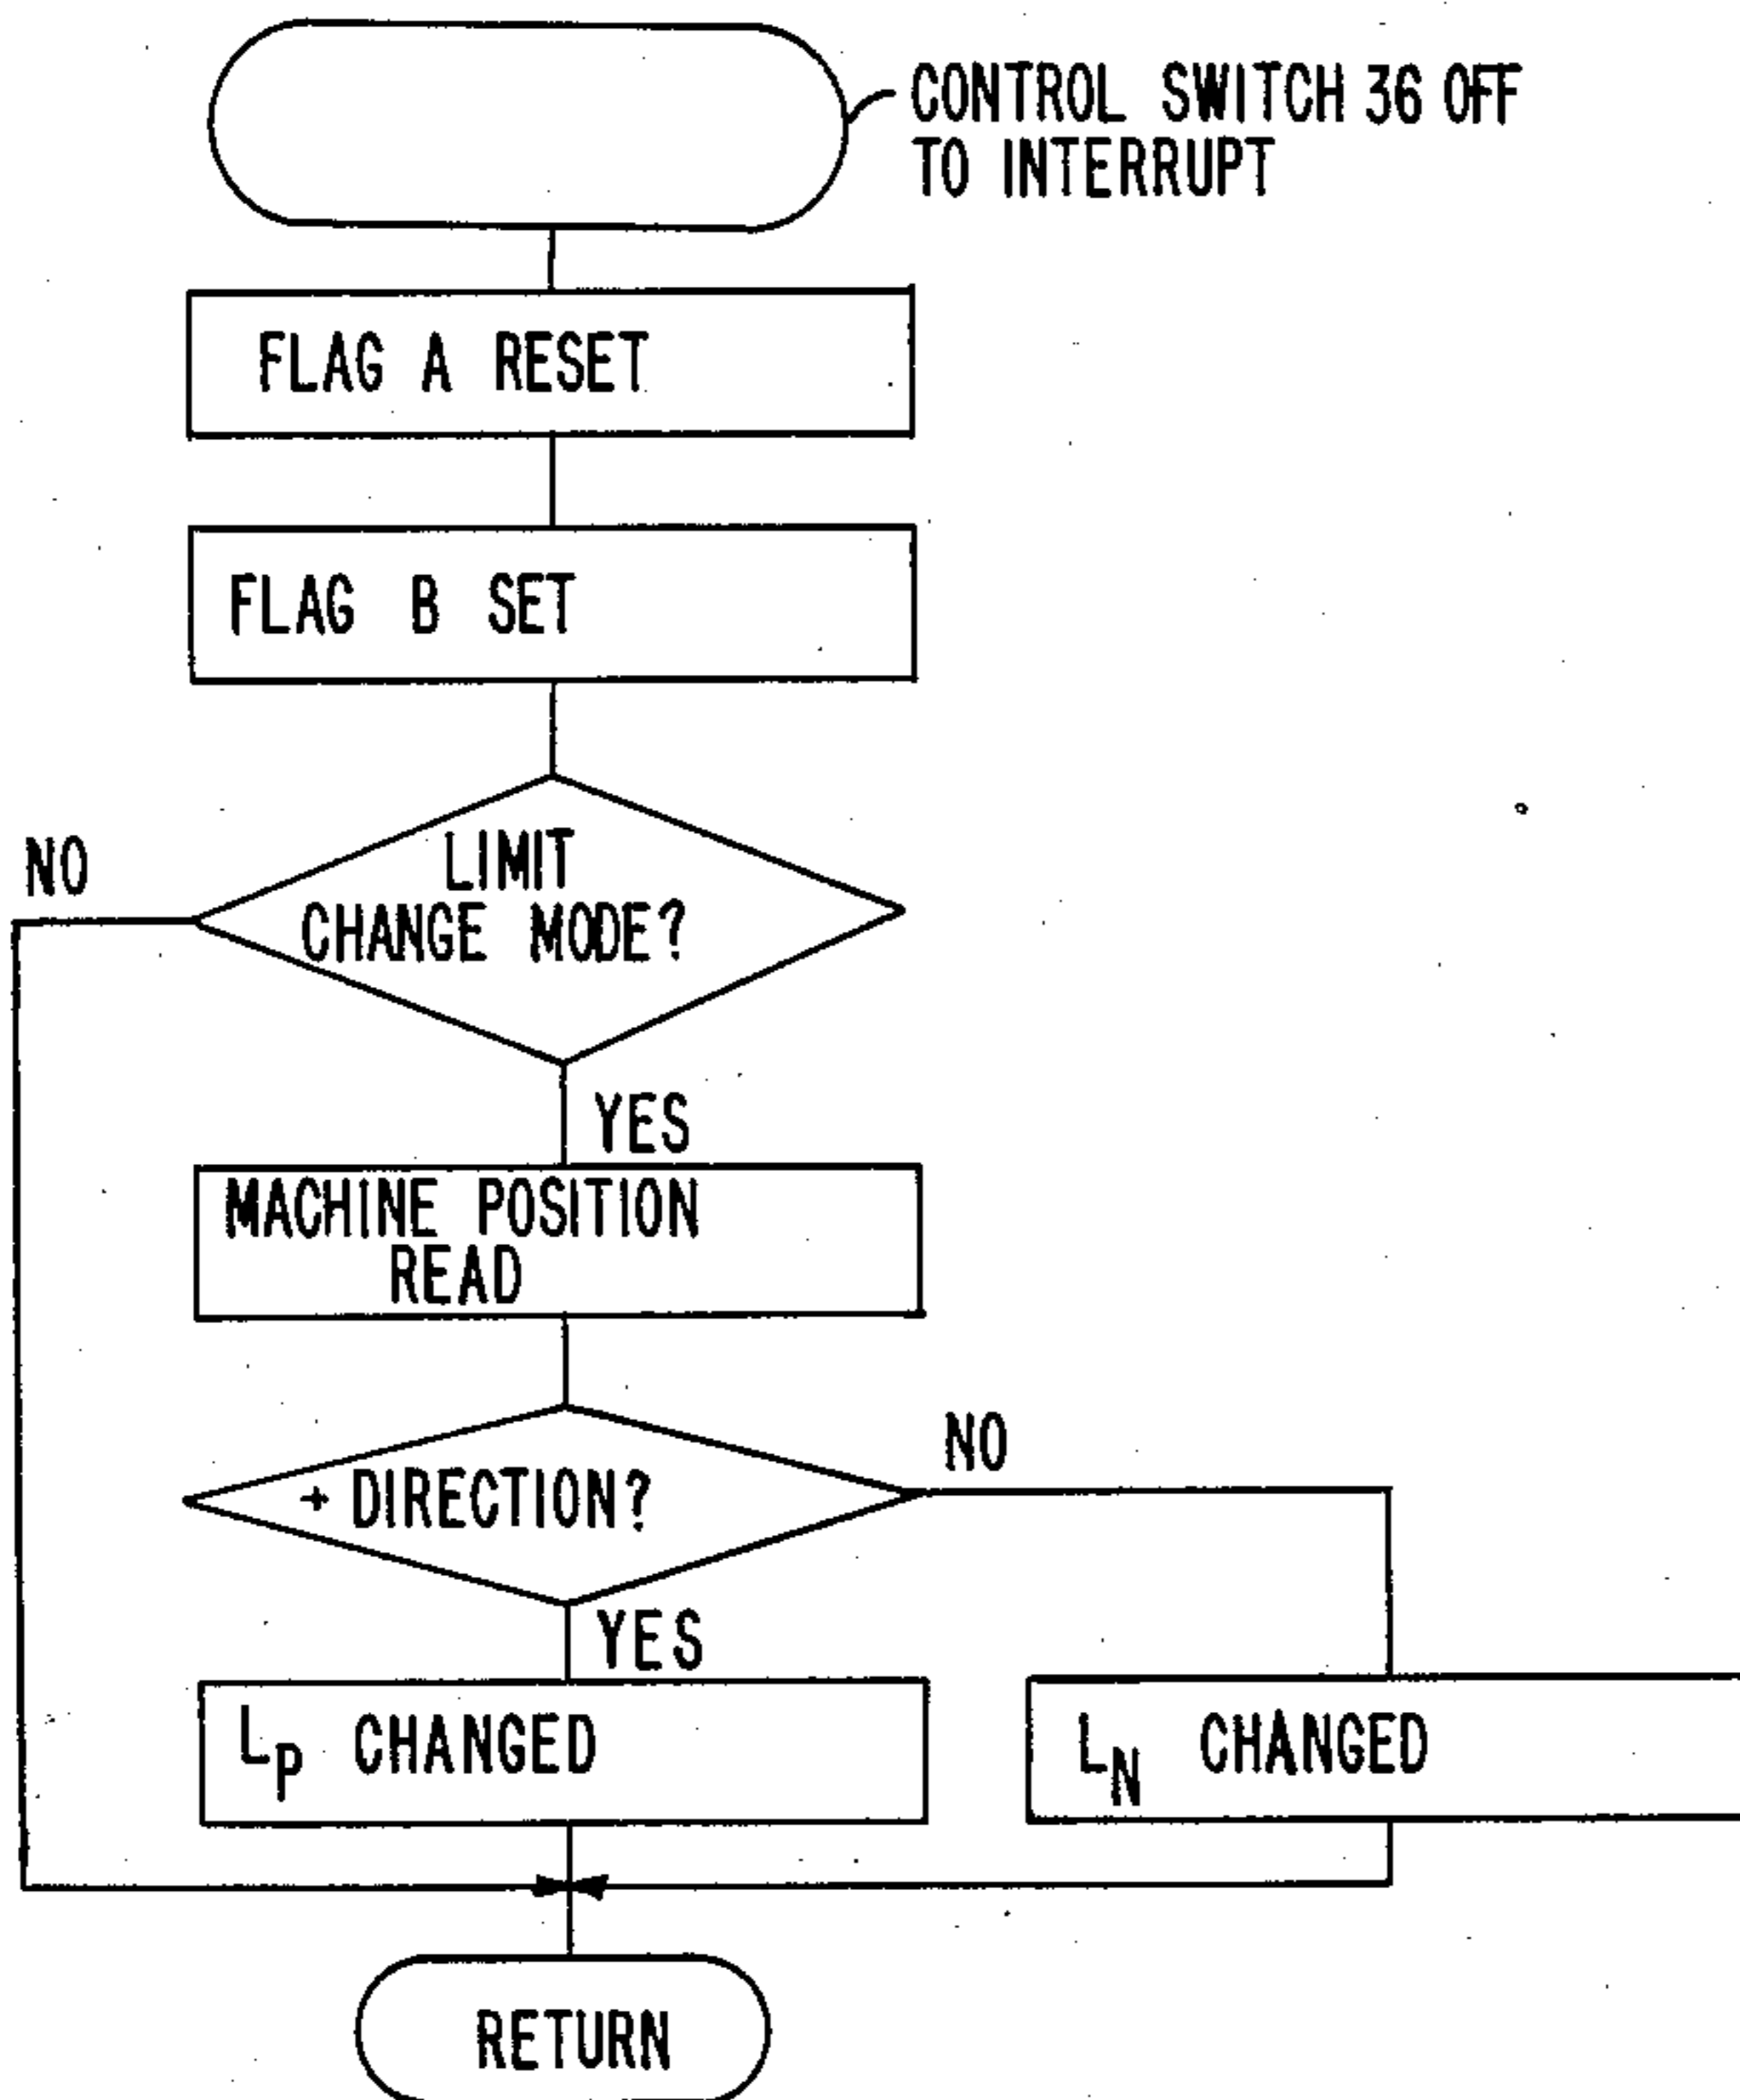 CONTROL SWITCH 36 OFF
TO INTERRUPT
FLAG A RESET
FLAG B SET
LIMIT
CHANGE MODE?
NO
YES
MACHINE POSITION
READ
+ DIRECTION?
NO
YES
LP CHANGED
LN CHANGED
RETURN